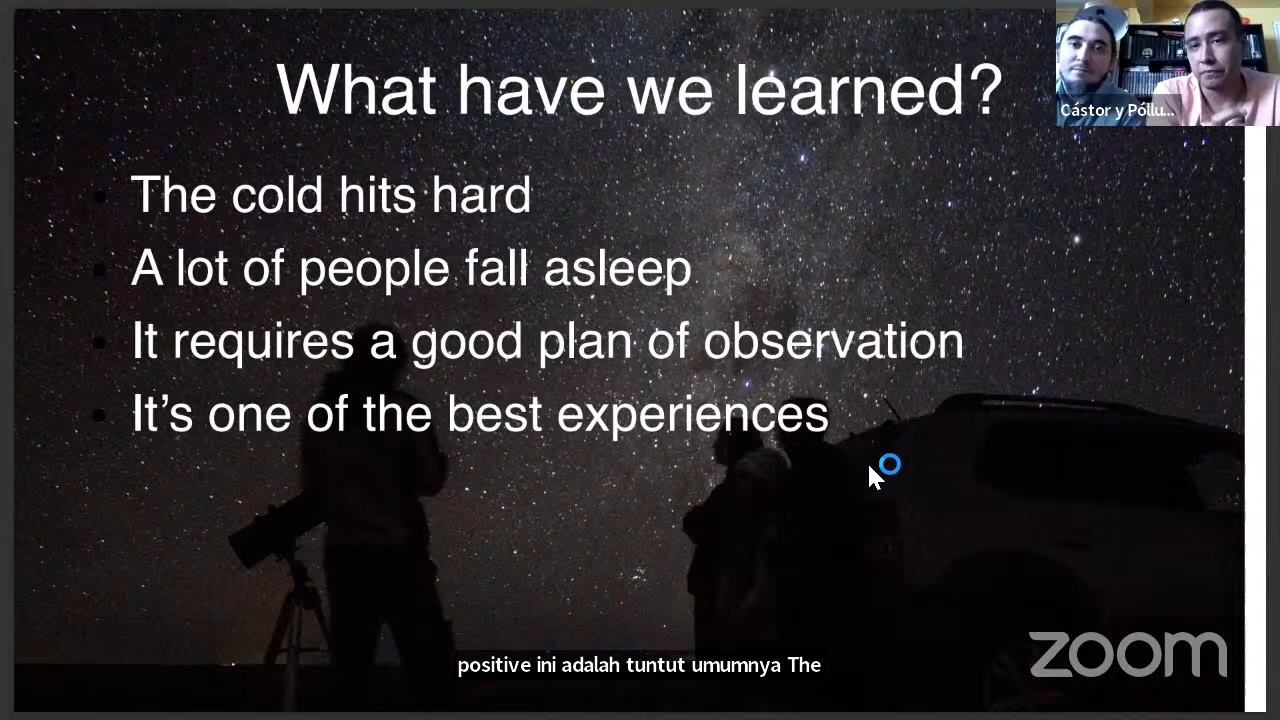 What have we learned?
Cástor y Póllu...
The cold hits hard
A lot of people fall asleep
It requires a good plan of observation
It's one of the best experiences
zoom
positive ini adalah tuntut umumnya The